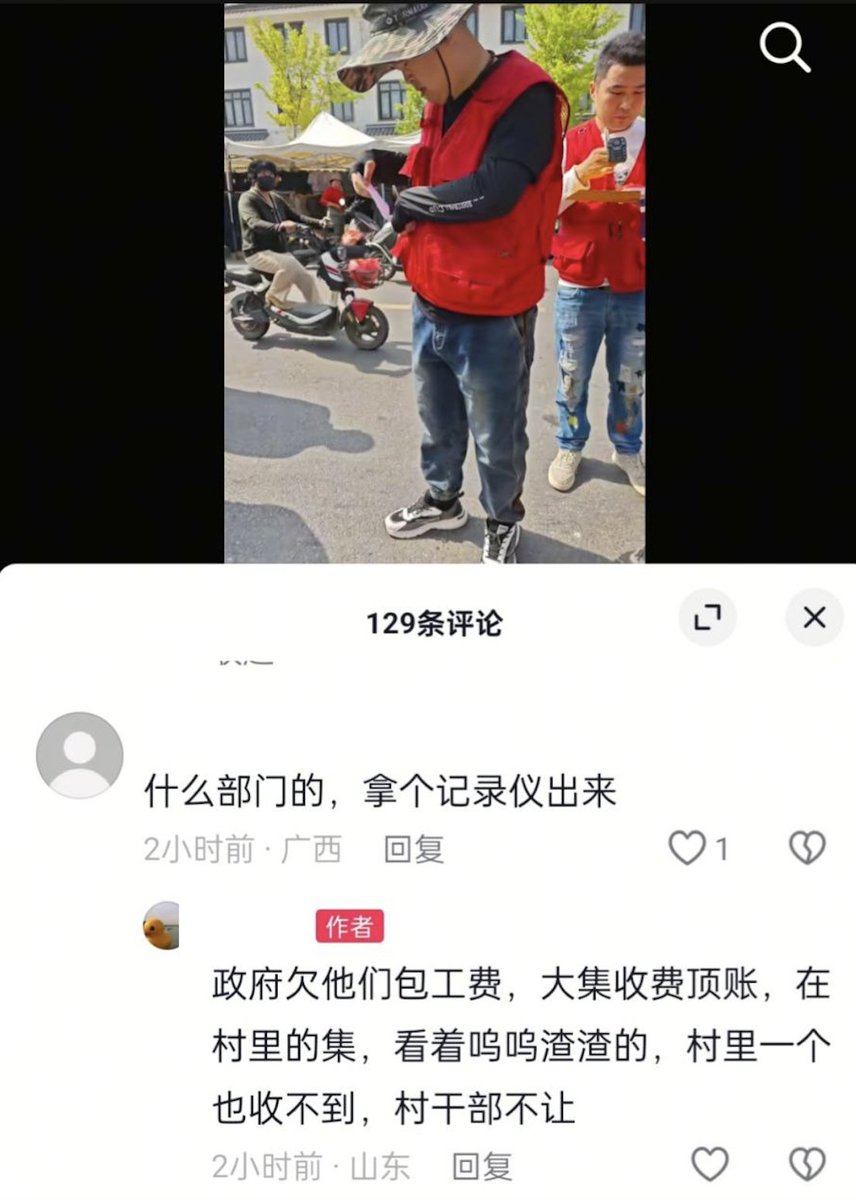 129条评论
什么部门的，拿个记录仪出来
2小时前 · 广西 回复 1
作者
政府欠他们包工费，大集收费顶账，在
村里的集，看着呜呜渣渣的，村里一个
也收不到，村干部不让
2小时前 · 山东 回复